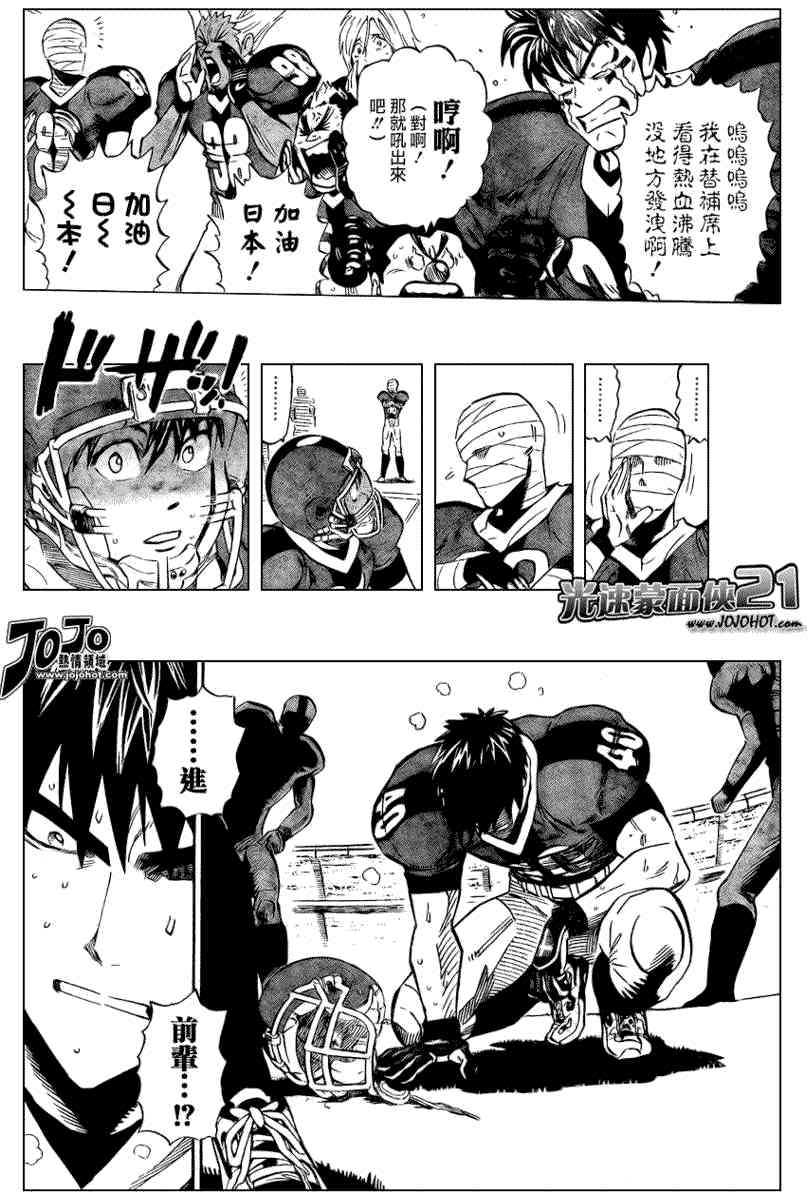 嗚嗚嗚嗚
我在替補席上
看得熱血沸騰
沒地方發洩啊！
哼啊！
（對啊！
那就吼出來
吧!!）
加油
日本！
加油
日～
～本！
……
……
……
ドザッ!!
光速蒙面俠21
www.JOJOHOT.com
JOJO
熱情領域
www.jojohot.com
……進
前輩…!?